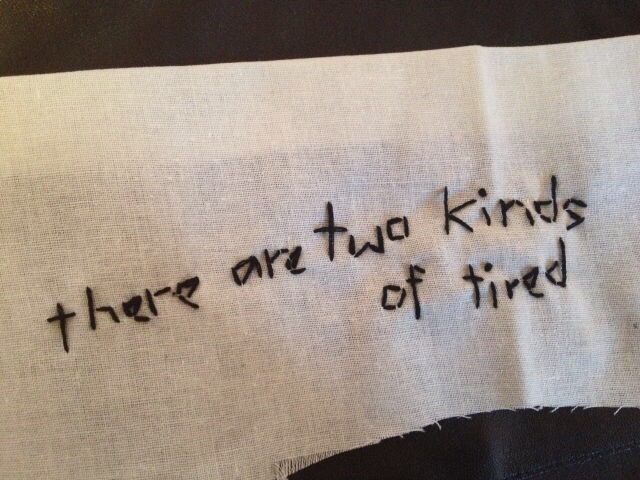 there are two kinds
of tired